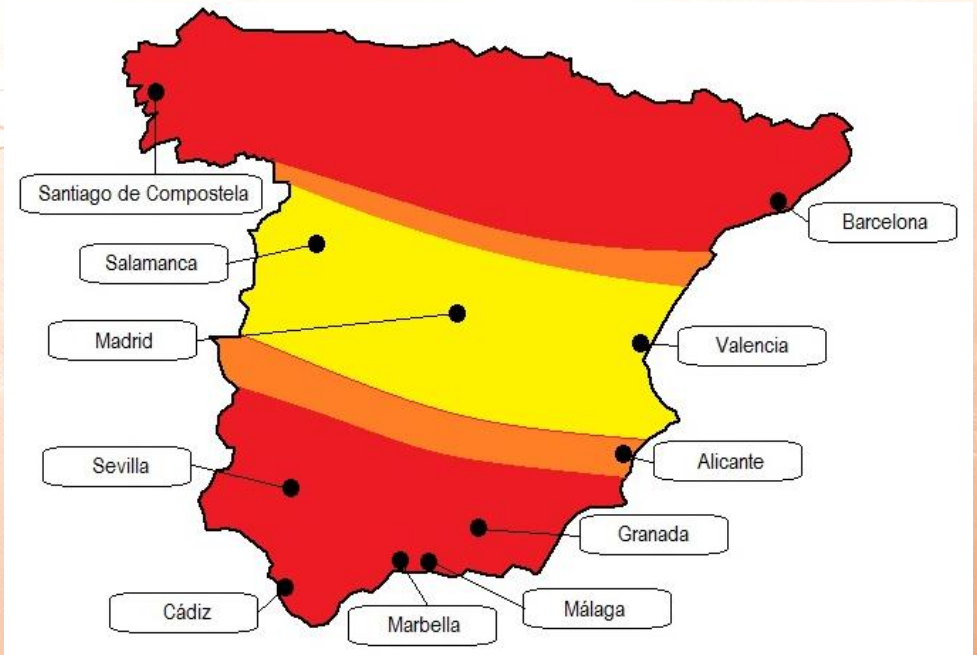 Santiago de Compostela
Barcelona
Salamanca
Madrid
Valencia
Sevilla
Alicante
Granada
Cádiz
Marbella
Málaga